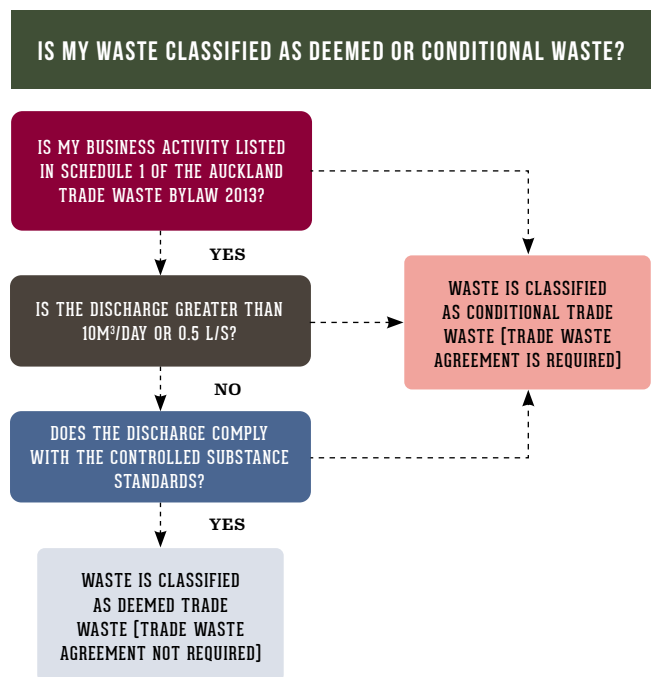 IS MY WASTE CLASSIFIED AS DEEMED OR CONDITIONAL WASTE?
IS MY BUSINESS ACTIVITY LISTED
IN SCHEDULE 1 OF THE AUCKLAND
TRADE WASTE BYLAW 2013?
YES
IS THE DISCHARGE GREATER THAN
10M³/DAY OR 0.5 L/S?
WASTE IS CLASSIFIED
AS CONDITIONAL TRADE
WASTE [TRADE WASTE
AGREEMENT IS REQUIRED]
NO
DOES THE DISCHARGE COMPLY
WITH THE CONTROLLED SUBSTANCE
STANDARDS?
YES
WASTE IS CLASSIFIED
AS DEEMED TRADE
WASTE [TRADE WASTE
AGREEMENT NOT REQUIRED]